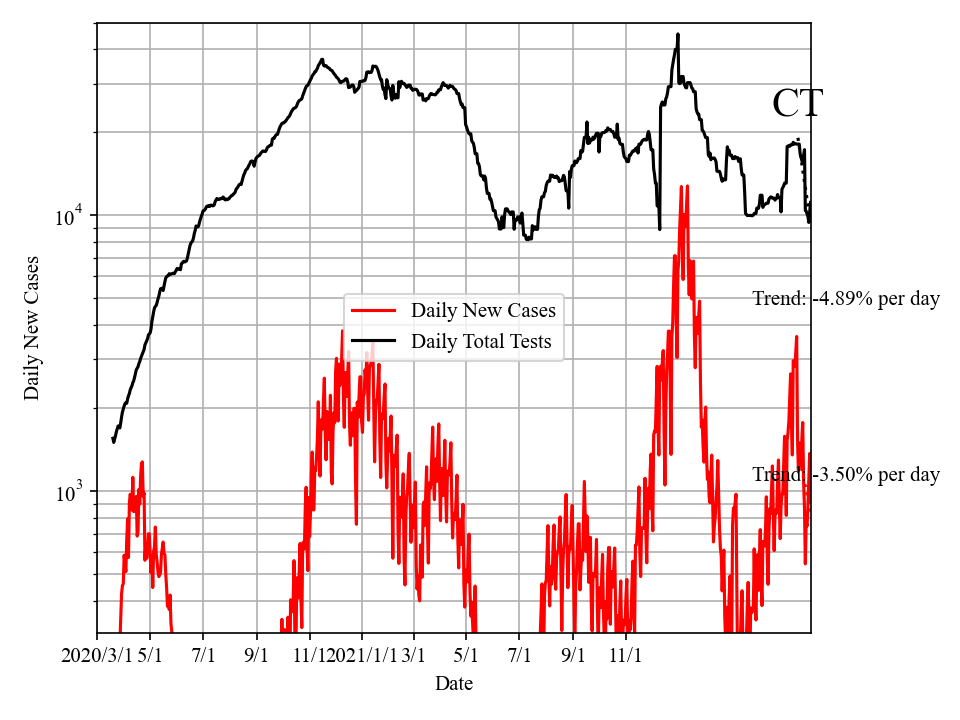 CT
10^4
Daily New Cases
Daily New Cases
Daily Total Tests
Trend: -4.89% per day
Trend: -3.50% per day
10^3
2020/3/1 5/1 7/1 9/1 11/1 2021/1/1 3/1 5/1 7/1 9/1 11/1
Date